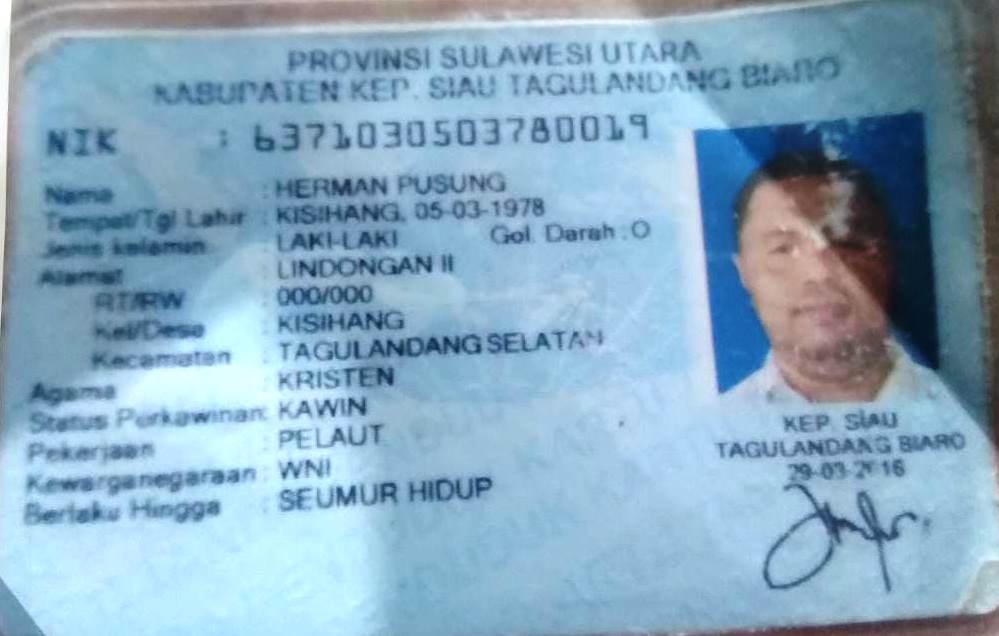 PROVINSI SULAWESI UTARA
KABUPATEN KEP. SIAU TAGULANDANG BIARO
NIK : 6371030503780019
Nama : HERMAN PUSUNG
Tempat/Tgl Lahir : KISIHANG, 05-03-1978
Jenis kelamin : LAKI-LAKI Gol. Darah : O
Alamat : LINDONGAN II
RT/RW : 000/000
Kel/Desa : KISIHANG
Kecamatan : TAGULANDANG SELATAN
Agama : KRISTEN
Status Perkawinan : KAWIN
Pekerjaan : PELAUT
Kewarganegaraan : WNI
Berlaku Hingga : SEUMUR HIDUP
KEP. SIAU
TAGULANDANG BIARO
29-03-2016